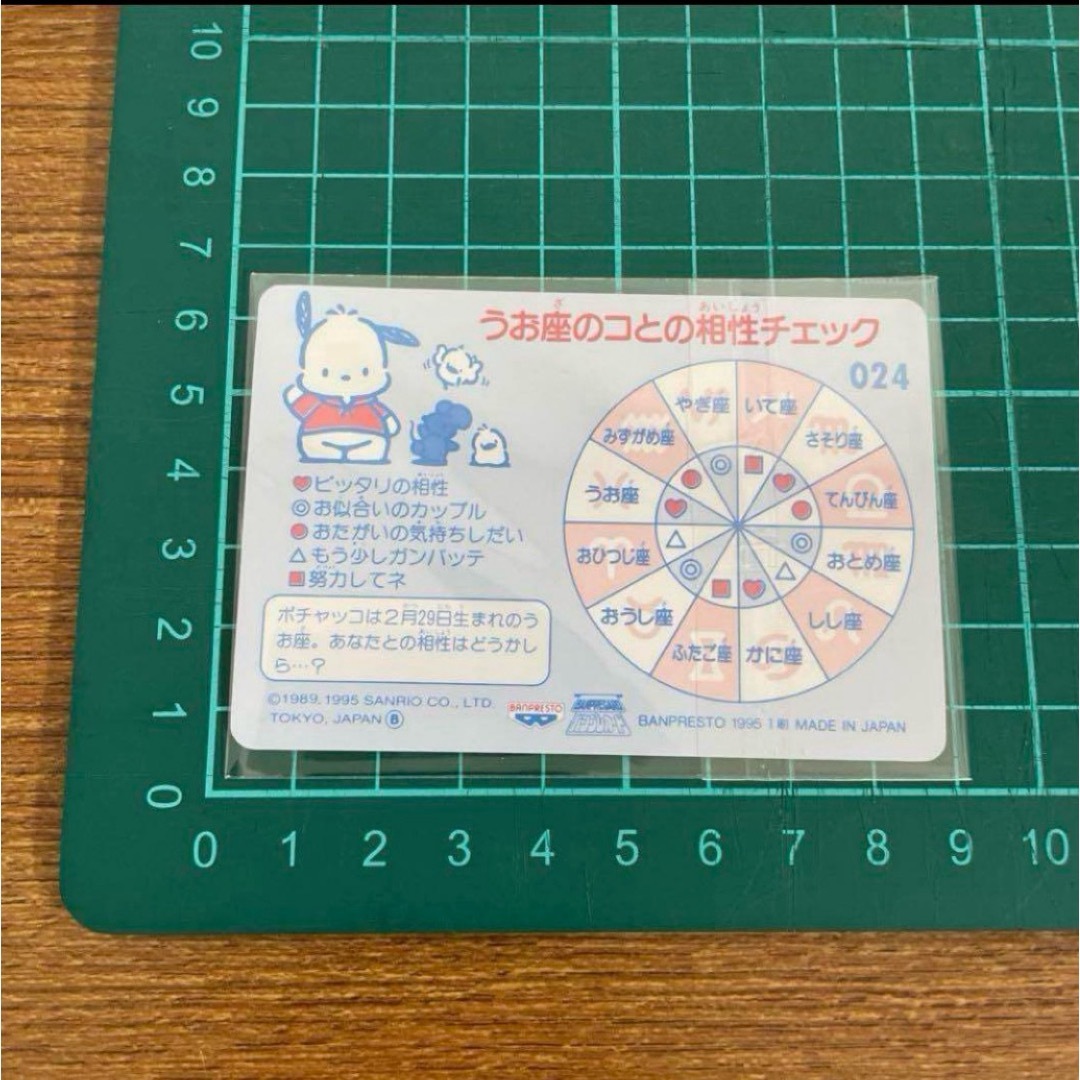 10
9
8
7
6
5
4
3
2
1
0
うお座のコとの相性チェック
024
やぎ座
いて座
みずがめ座
さそり座
うお座
てんびん座
おひつじ座
おとめ座
おうし座
しし座
ふたご座
かに座
♥ピッタリの相性
◎お似合いのカップル
●おたがいの気持ちしだい
△もう少しガンバッテ
■努力してネ
ポチャッコは2月29日生まれのう
お座。あなたとの相性はどうかし
ら…?
©1989, 1995 SANRIO CO., LTD.
TOKYO, JAPAN Ⓑ
BANPRESTO
BANPRESTO 1995 1刷 MADE IN JAPAN
0 1 2 3 4 5 6 7 8 9 10